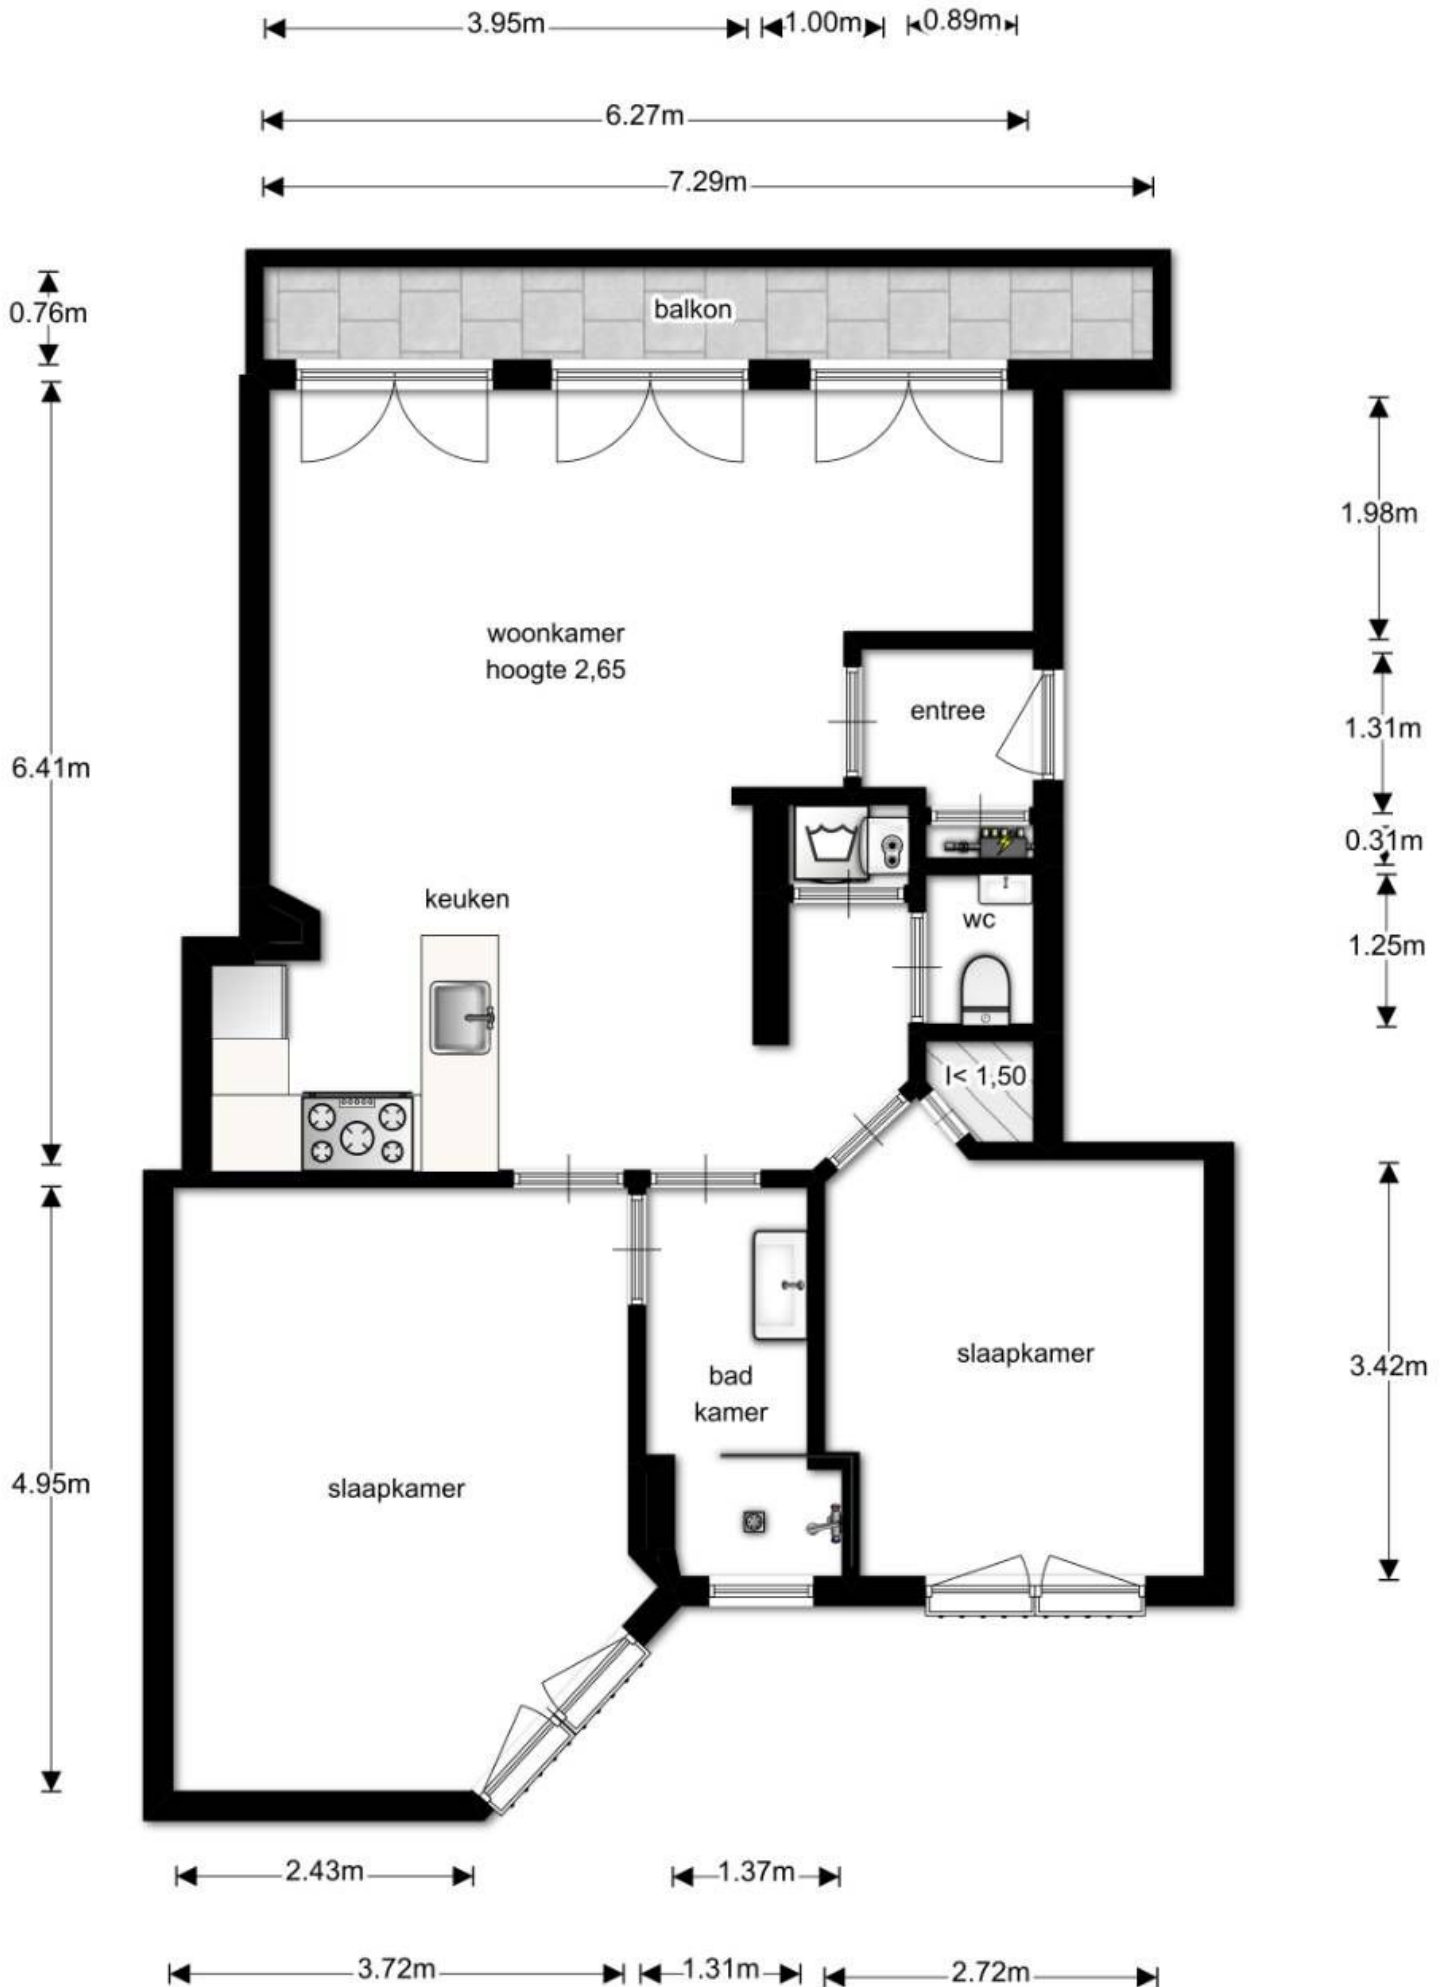 3.95m
1.00m
0.89m
6.27m
7.29m
0.76m
balkon
1.98m
woonkamer
hoogte 2,65
entree
1.31m
6.41m
0.31m
keuken
wc
1.25m
l< 1,50
slaapkamer
3.42m
bad
kamer
4.95m
slaapkamer
2.43m
1.37m
3.72m
1.31m
2.72m